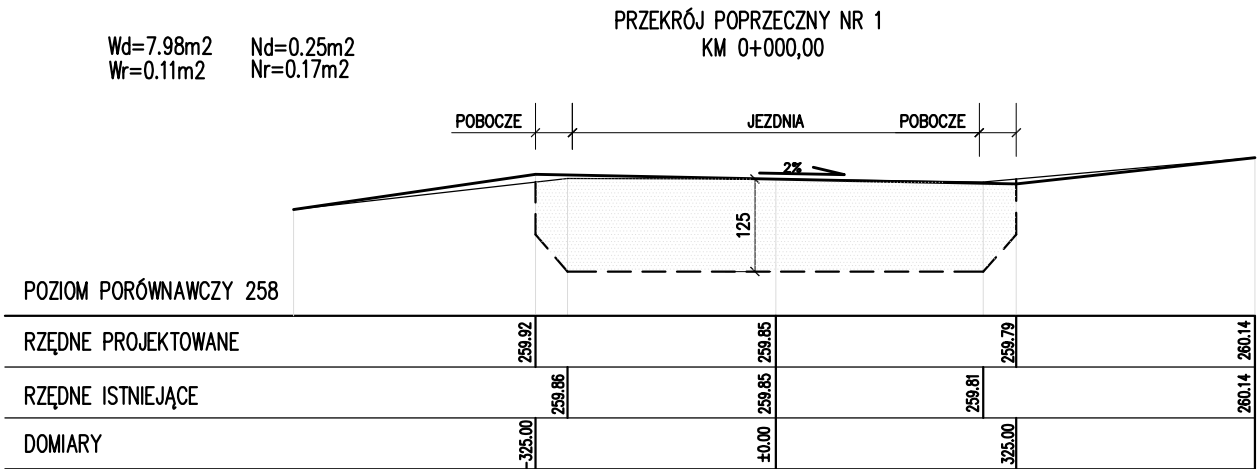 PRZEKRÓJ POPRZECZNY NR 1
KM 0+000,00
Wd=7.98m2 Nd=0.25m2
Wr=0.11m2 Nr=0.17m2
POBOCZE JEZDNIA POBOCZE
2%
125
POZIOM PORÓWNAWCZY 258
RZĘDNE PROJEKTOWANE 259.92 259.85 259.79 260.14
RZĘDNE ISTNIEJĄCE 259.86 259.85 259.81 260.14
DOMIARY -325.00 ±0.00 325.00